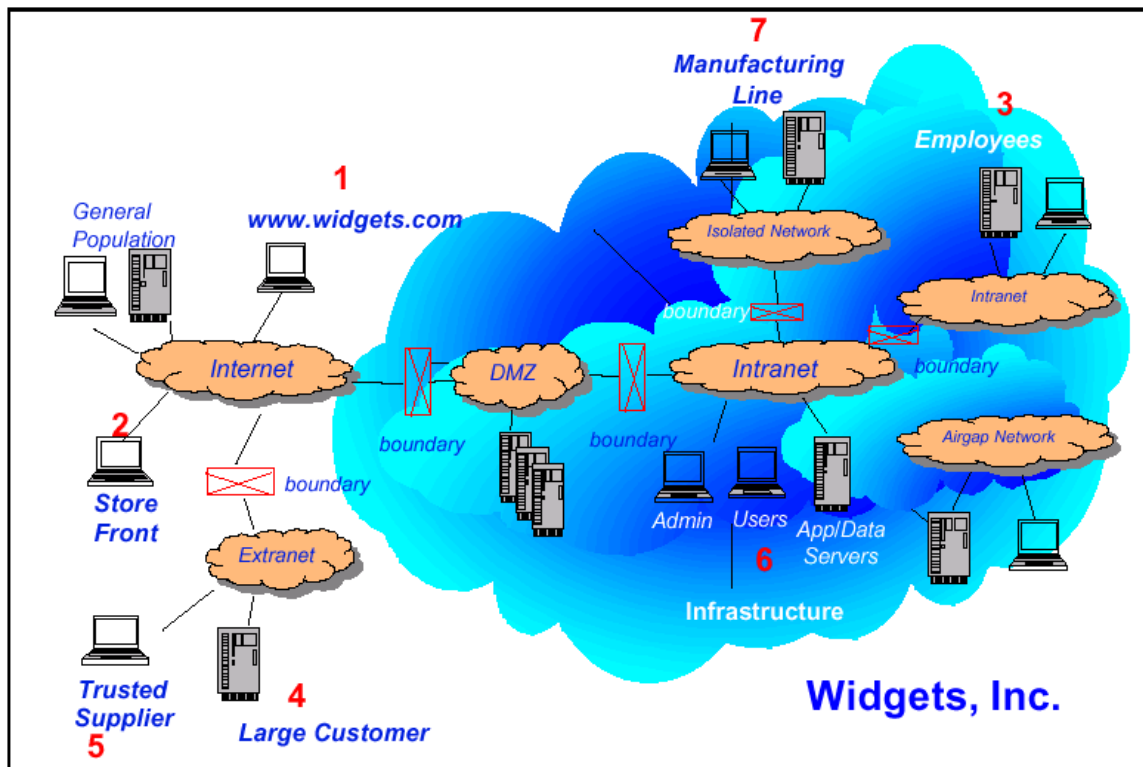 7
Manufacturing
Line
3
Employees
1
www.widgets.com
General
Population
Isolated Network
Intranet
boundary
boundary
Internet
DMZ
Intranet
boundary
boundary
2
Store
Front
boundary
Airgap Network
Admin
Users
App/Data
Servers
6
Extranet
Infrastructure
Trusted
Supplier
5
4
Large Customer
Widgets, Inc.